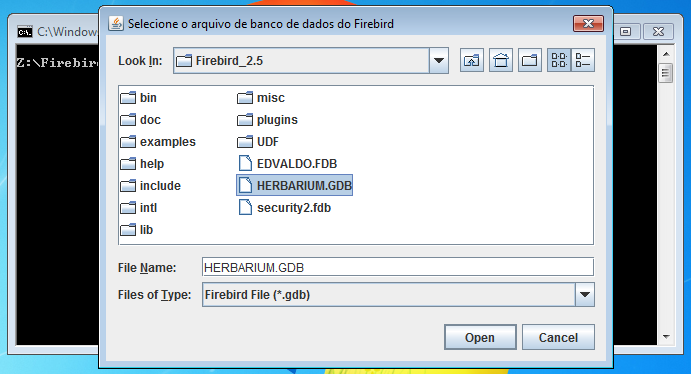 C:\Window
Selecione o arquivo de banco de dados do Firebird
Z:\Firebird
Look In: Firebird_2.5
bin
doc
examples
help
include
intl
lib
misc
plugins
UDF
EDVALDO.FDB
HERBARIUM.GDB
security2.fdb
File Name: HERBARIUM.GDB
Files of Type: Firebird File (*.gdb)
Open Cancel